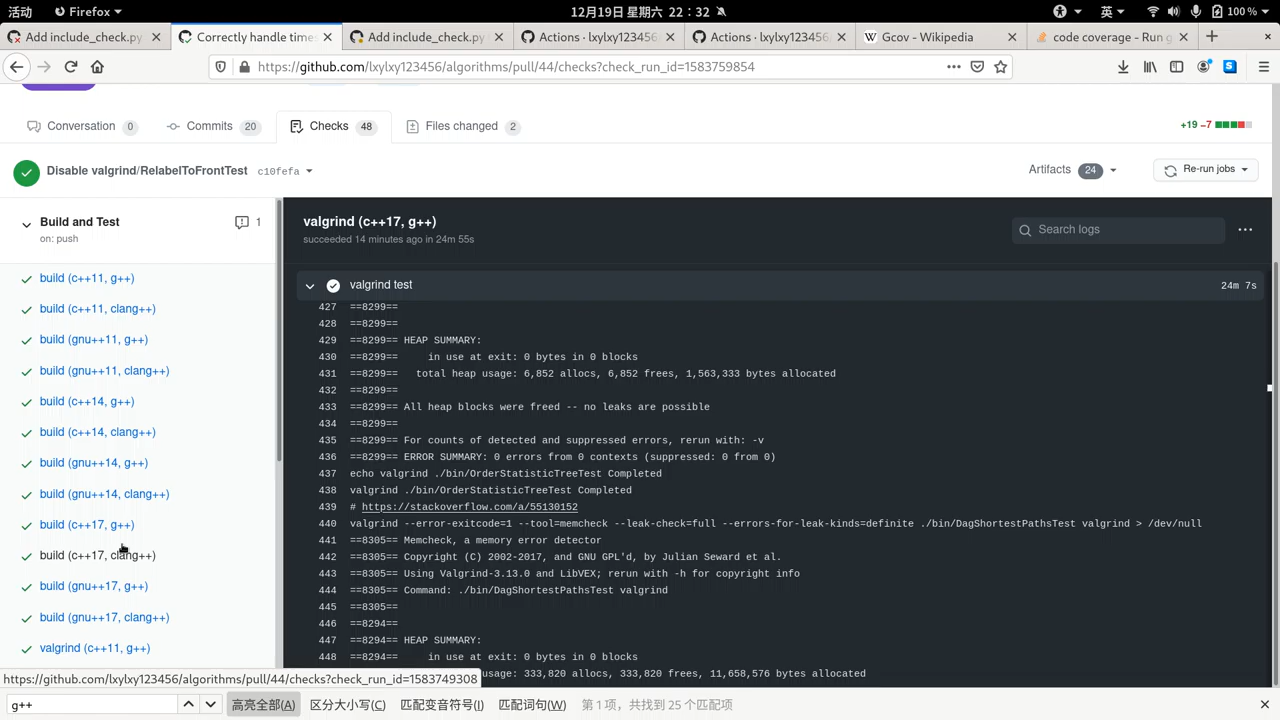 活动 Firefox 12月19日 星期六 22：32 英 100 %
Add include_check.py Correctly handle times Add include_check.py Actions · lxylxy123456/ Actions · lxylxy123456/ Gcov - Wikipedia code coverage - Run g
https://github.com/lxylxy123456/algorithms/pull/44/checks?check_run_id=1583759854
Conversation 0 Commits 20 Checks 48 Files changed 2 +19 −7
Disable valgrind/RelabelToFrontTest c10fefa Artifacts 24 Re-run jobs
Build and Test 1
on: push
build (c++11, g++)
build (c++11, clang++)
build (gnu++11, g++)
build (gnu++11, clang++)
build (c++14, g++)
build (c++14, clang++)
build (gnu++14, g++)
build (gnu++14, clang++)
build (c++17, g++)
build (c++17, clang++)
build (gnu++17, g++)
build (gnu++17, clang++)
valgrind (c++11, g++)
valgrind (c++17, g++)
succeeded 14 minutes ago in 24m 55s
Search logs
valgrind test 24m 7s
427 ==8299==
428 ==8299==
429 ==8299== HEAP SUMMARY:
430 ==8299== in use at exit: 0 bytes in 0 blocks
431 ==8299== total heap usage: 6,852 allocs, 6,852 frees, 1,563,333 bytes allocated
432 ==8299==
433 ==8299== All heap blocks were freed -- no leaks are possible
434 ==8299==
435 ==8299== For counts of detected and suppressed errors, rerun with: -v
436 ==8299== ERROR SUMMARY: 0 errors from 0 contexts (suppressed: 0 from 0)
437 echo valgrind ./bin/OrderStatisticTreeTest Completed
438 valgrind ./bin/OrderStatisticTreeTest Completed
439 # https://stackoverflow.com/a/55130152
440 valgrind --error-exitcode=1 --tool=memcheck --leak-check=full --errors-for-leak-kinds=definite ./bin/DagShortestPathsTest valgrind > /dev/null
441 ==8305== Memcheck, a memory error detector
442 ==8305== Copyright (C) 2002-2017, and GNU GPL'd, by Julian Seward et al.
443 ==8305== Using Valgrind-3.13.0 and LibVEX; rerun with -h for copyright info
444 ==8305== Command: ./bin/DagShortestPathsTest valgrind
445 ==8305==
446 ==8294==
447 ==8294== HEAP SUMMARY:
448 ==8294== in use at exit: 0 bytes in 0 blocks
usage: 333,820 allocs, 333,820 frees, 11,658,576 bytes allocated
https://github.com/lxylxy123456/algorithms/pull/44/checks?check_run_id=1583749308
g++ 高亮全部(A) 区分大小写(C) 匹配变音符号(I) 匹配词句(W) 第 1 项，共找到 25 个匹配项